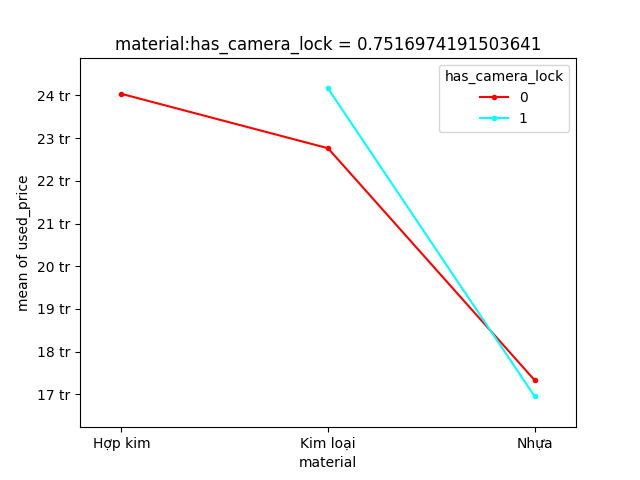 material:has_camera_lock = 0.7516974191503641
has_camera_lock
0
1
24 tr
23 tr
22 tr
21 tr
20 tr
19 tr
18 tr
17 tr
mean of used_price
Hợp kim
Kim loại
Nhựa
material